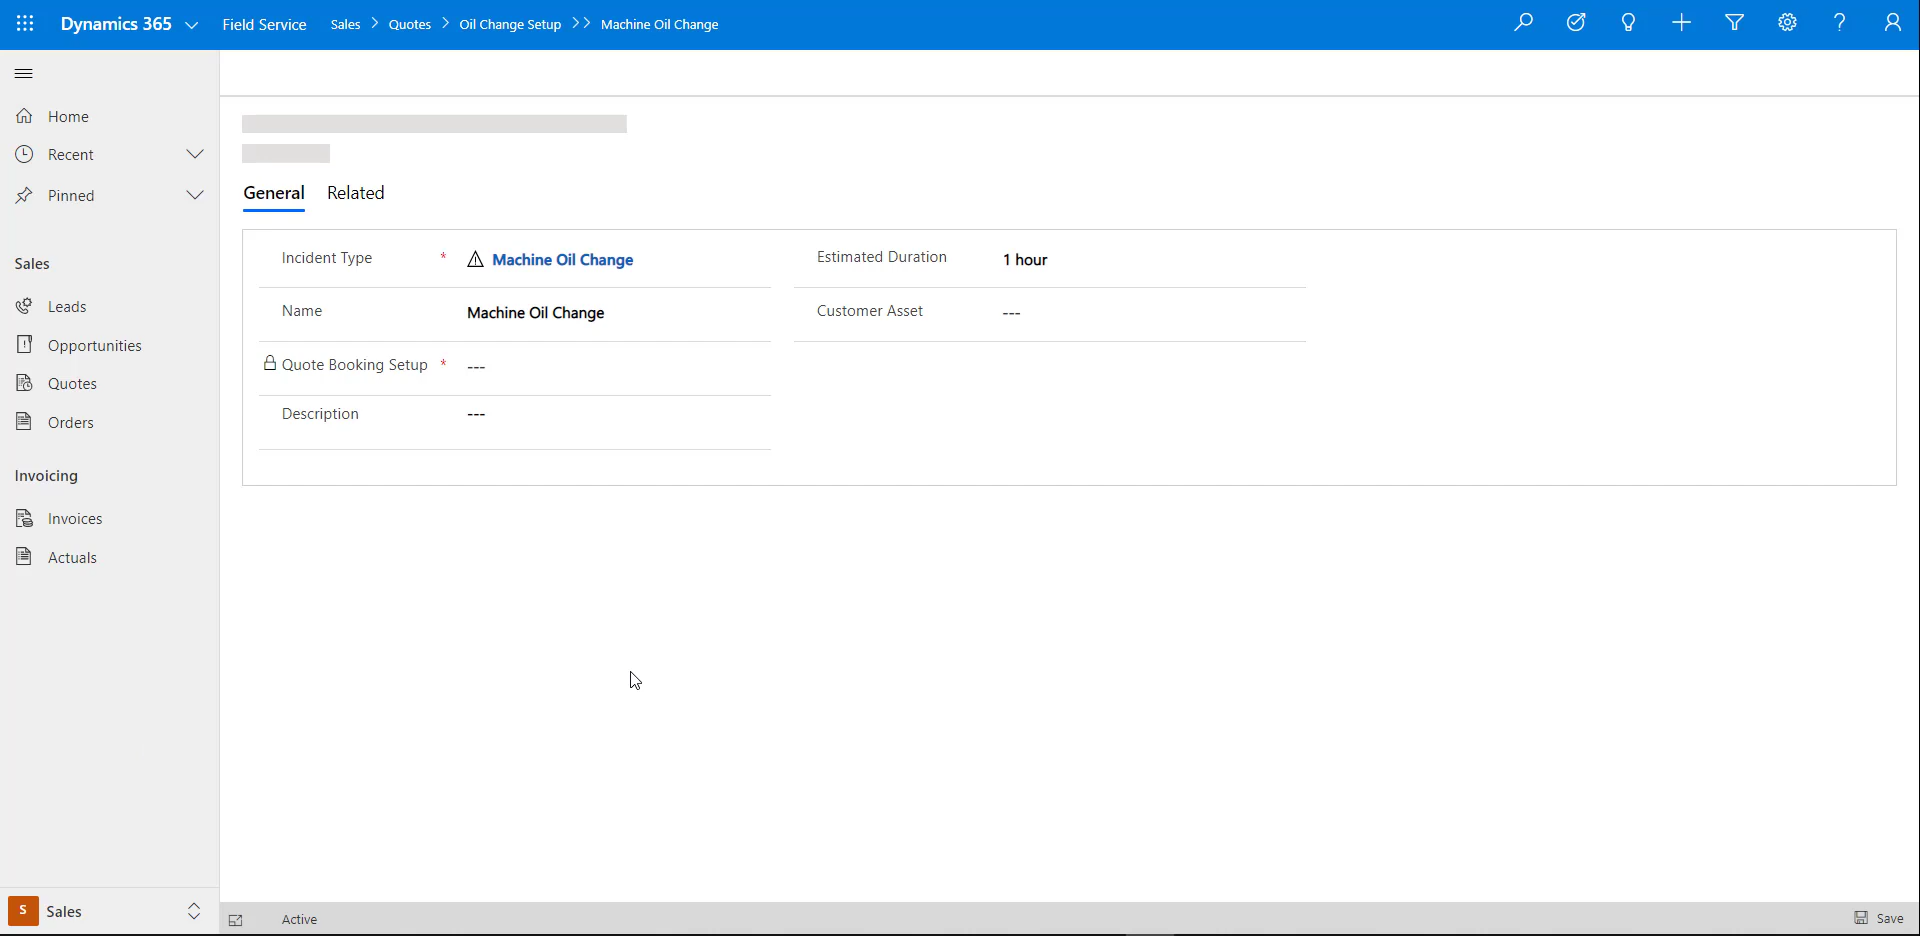 Dynamics 365 Field Service Sales > Quotes > Oil Change Setup >> Machine Oil Change
Home
Recent
Pinned
Sales
Leads
Opportunities
Quotes
Orders
Invoicing
Invoices
Actuals
S Sales
General Related
Incident Type * Machine Oil Change
Estimated Duration 1 hour
Name Machine Oil Change
Customer Asset ---
Quote Booking Setup * ---
Description ---
Active
Save